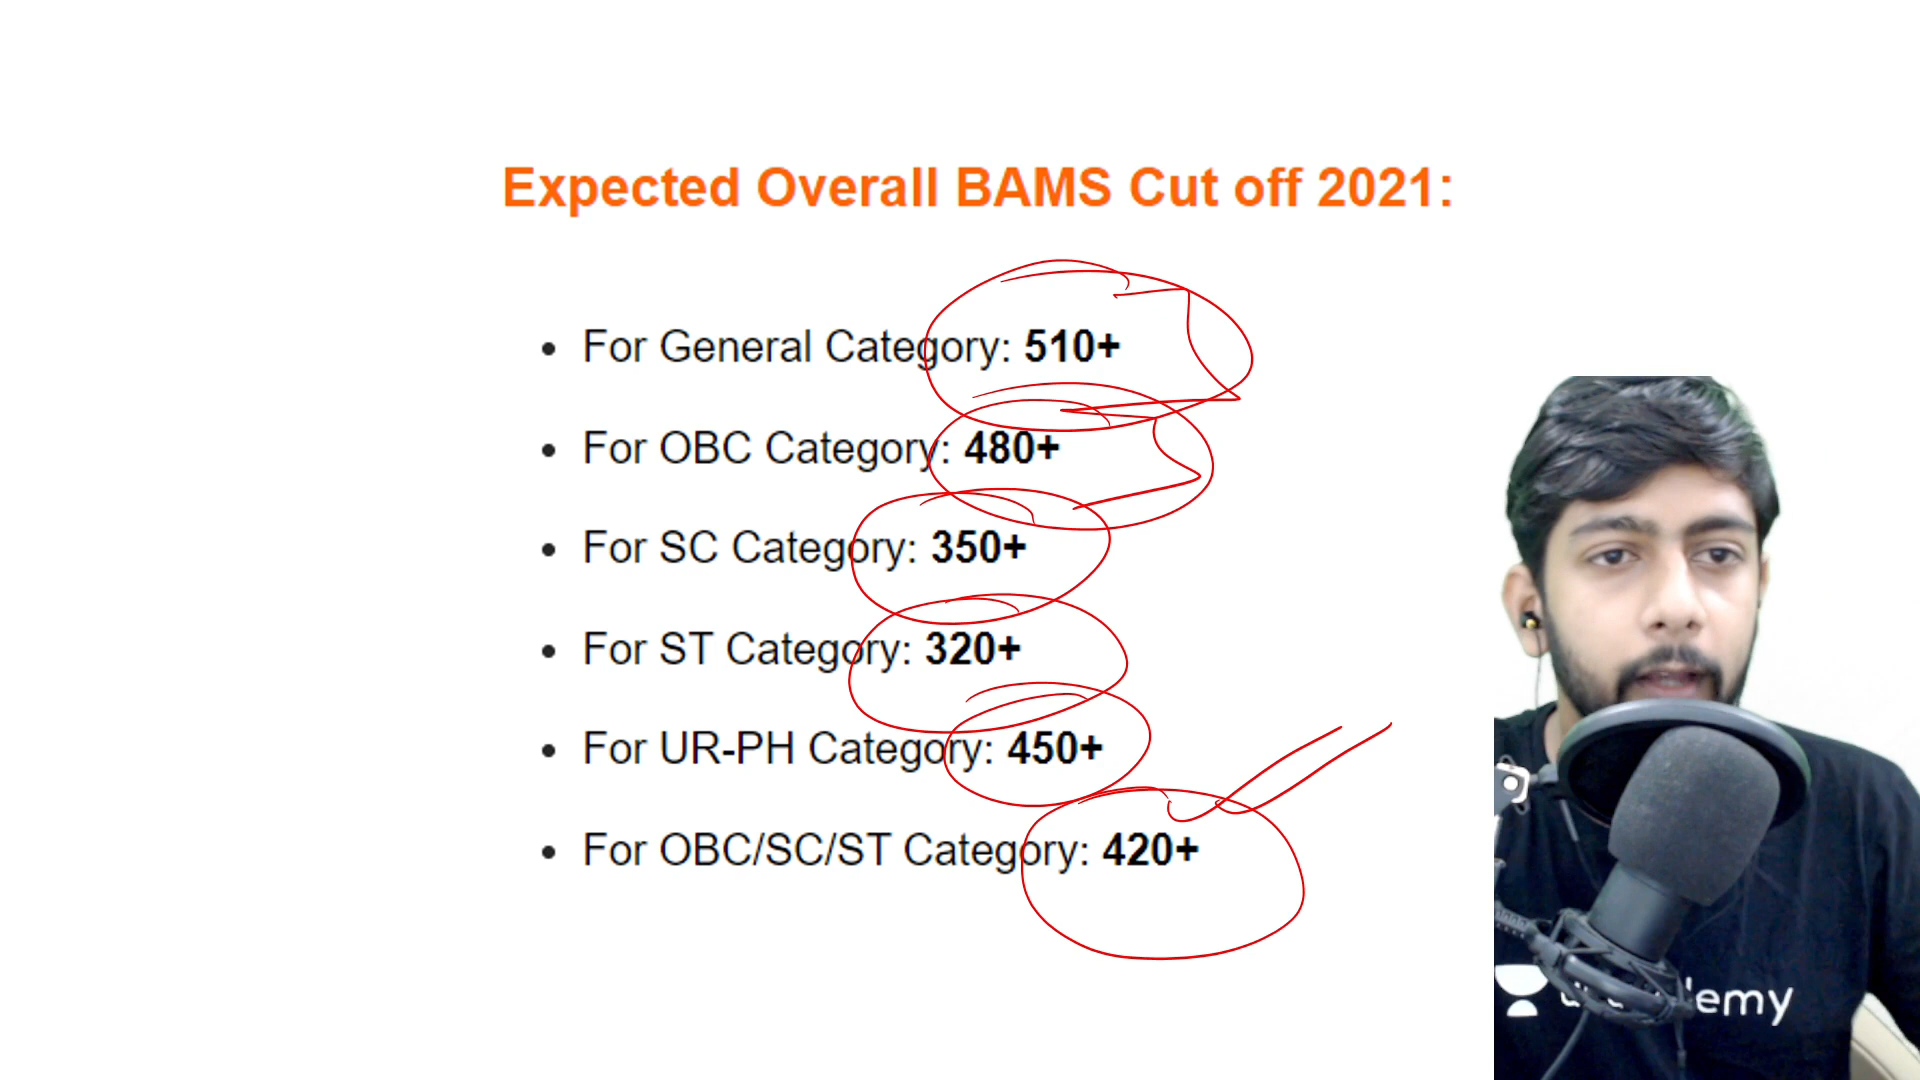 Expected Overall BAMS Cut off 2021:
• For General Category: 510+
• For OBC Category: 480+
• For SC Category: 350+
• For ST Category: 320+
• For UR-PH Category: 450+
• For OBC/SC/ST Category: 420+